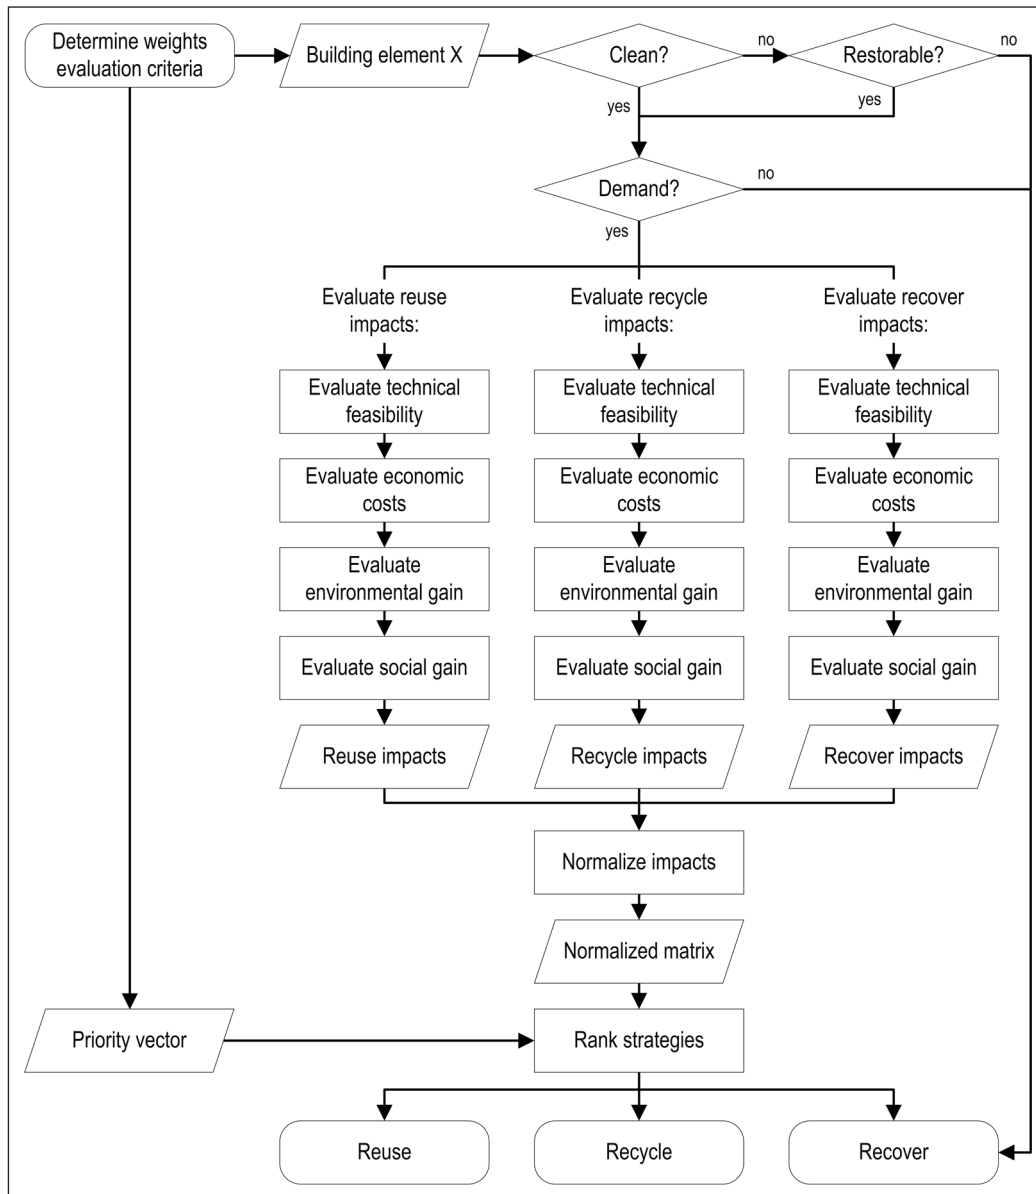 Determine weights
evaluation criteria
Building element X
Clean?
no
Restorable?
no
yes
yes
Demand?
no
yes
Evaluate reuse
impacts:
Evaluate recycle
impacts:
Evaluate recover
impacts:
Evaluate technical
feasibility
Evaluate technical
feasibility
Evaluate technical
feasibility
Evaluate economic
costs
Evaluate economic
costs
Evaluate economic
costs
Evaluate
environmental gain
Evaluate
environmental gain
Evaluate
environmental gain
Evaluate social gain
Evaluate social gain
Evaluate social gain
Reuse impacts
Recycle impacts
Recover impacts
Normalize impacts
Normalized matrix
Priority vector
Rank strategies
Reuse
Recycle
Recover